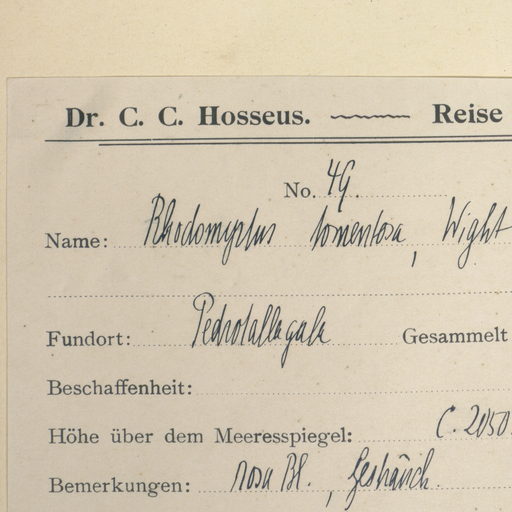 Dr. C. C. Hosseus. Reise
No. 49.
Name: Rhodomyrtus tomentosa, Wight
Fundort: Pedrotallagala Gesammelt
Beschaffenheit:
Höhe über dem Meeresspiegel: C. 2050.
Bemerkungen: rosa Bl., Gesträuch.